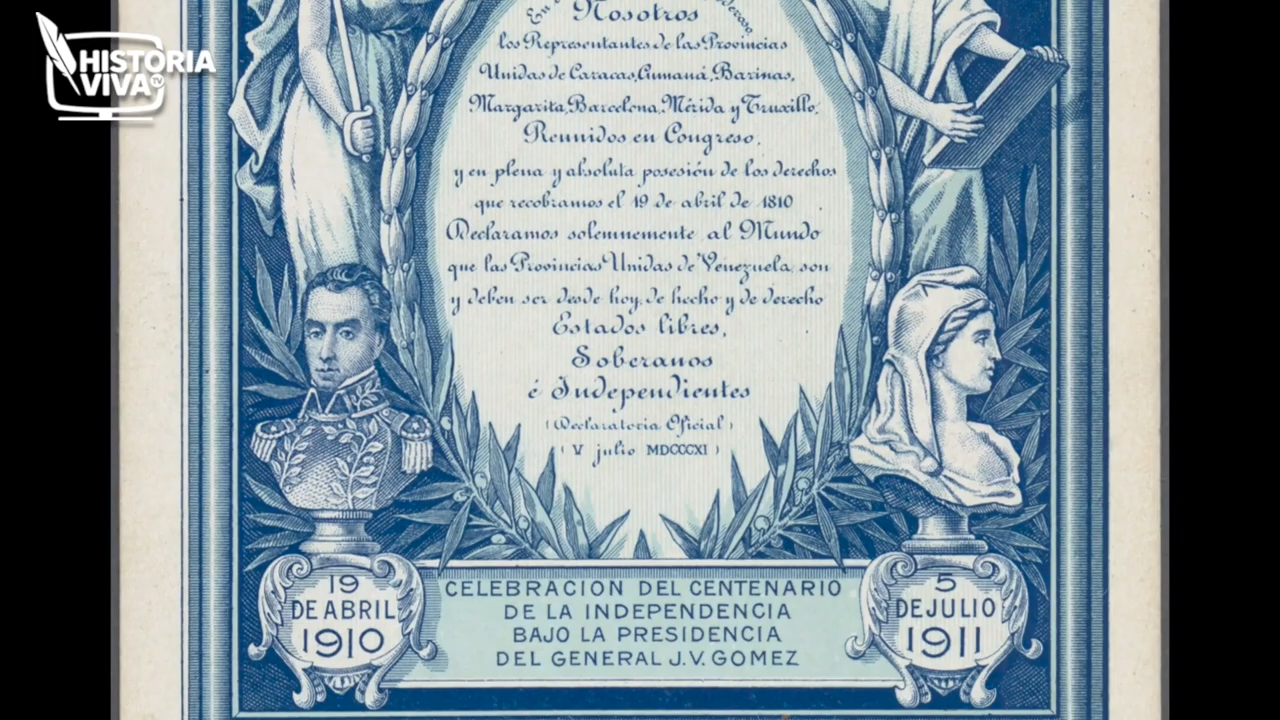 HISTORIA
VIVA TV
Nosotros
los Representantes de las Provincias
Unidas de Caracas, Cumaná, Barinas,
Margarita, Barcelona, Mérida y Truxillo,
Reunidos en Congreso,
y en plena y absoluta posesión de los derechos
que recobramos el 19 de abril de 1810
Declaramos solemnemente al Mundo
que las Provincias Unidas de Venezuela son
y deben ser desde hoy, de hecho y de derecho
Estados libres,
Soberanos
é Independientes
(Declaratoria Oficial)
(V julio MDCCCXI)
19
DE ABRIL
1910
CELEBRACION DEL CENTENARIO
DE LA INDEPENDENCIA
BAJO LA PRESIDENCIA
DEL GENERAL J.V. GOMEZ
5
DE JULIO
1911